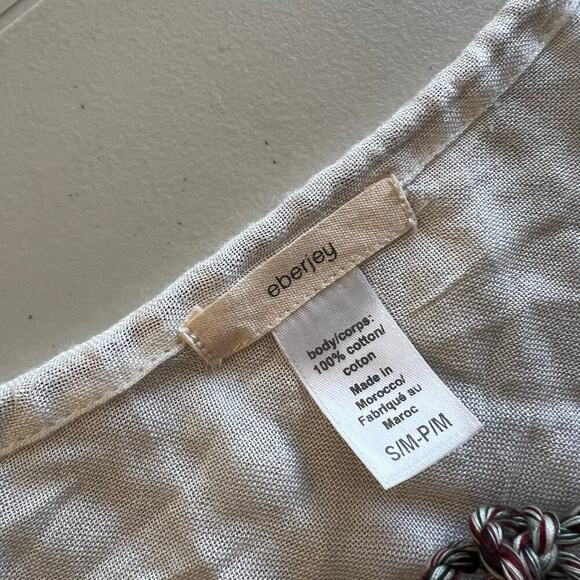 eberjey
body/corps:
100% cotton/
coton
Made in
Morocco/
Fabriqué au
Maroc
S/M-P/M